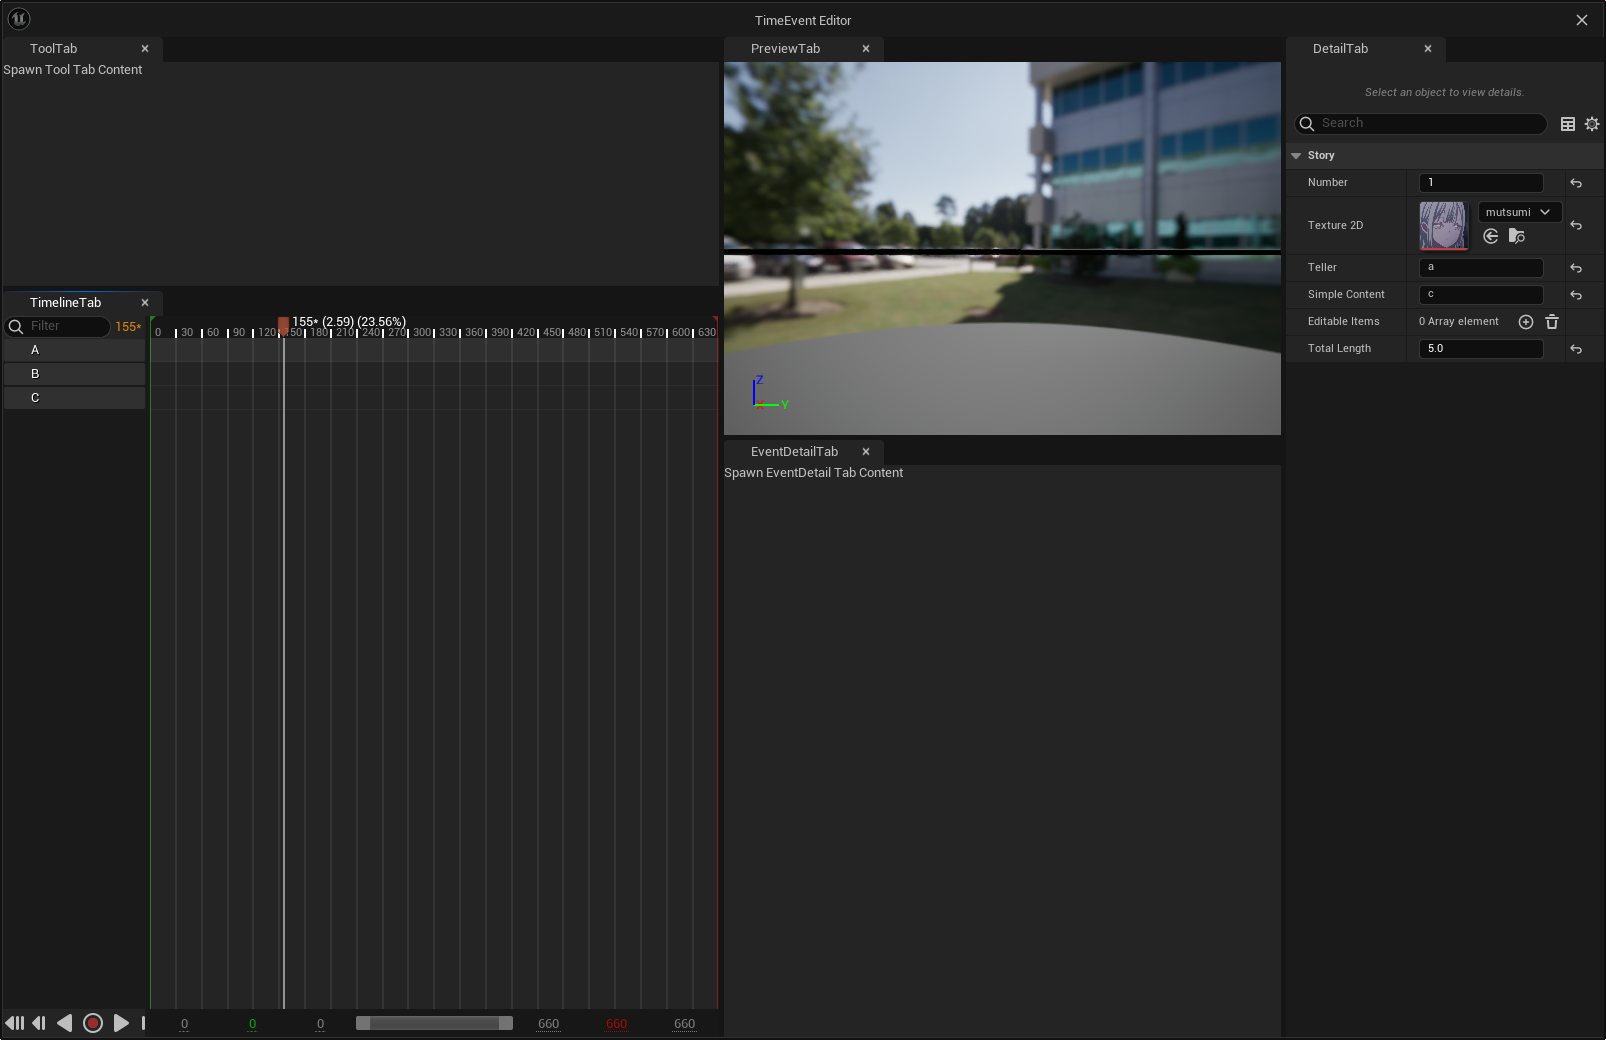 TimeEvent Editor
ToolTab
Spawn Tool Tab Content
TimelineTab
Filter
155*
155* (2.59) (23.56%)
0 30 60 90 120 150 180 210 240 270 300 330 360 390 420 450 480 510 540 570 600 630
A
B
C
0 0 0 660 660 660
PreviewTab
Z
X Y
EventDetailTab
Spawn EventDetail Tab Content
DetailTab
Select an object to view details.
Search
Story
Number 1
Texture 2D mutsumi
Teller a
Simple Content c
Editable Items 0 Array element
Total Length 5.0